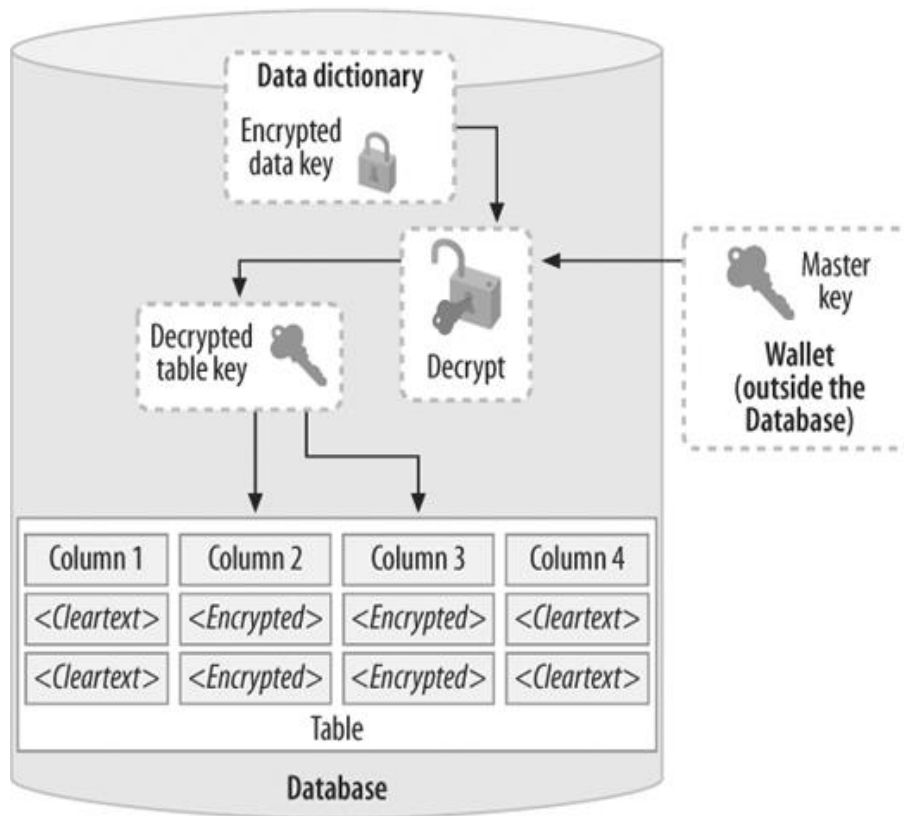 Data dictionary
Encrypted
data key
Decrypt
Master
key
Wallet
(outside the
Database)
Decrypted
table key
Column 1 Column 2 Column 3 Column 4
<Cleartext> <Encrypted> <Encrypted> <Cleartext>
<Cleartext> <Encrypted> <Encrypted> <Cleartext>
Table
Database